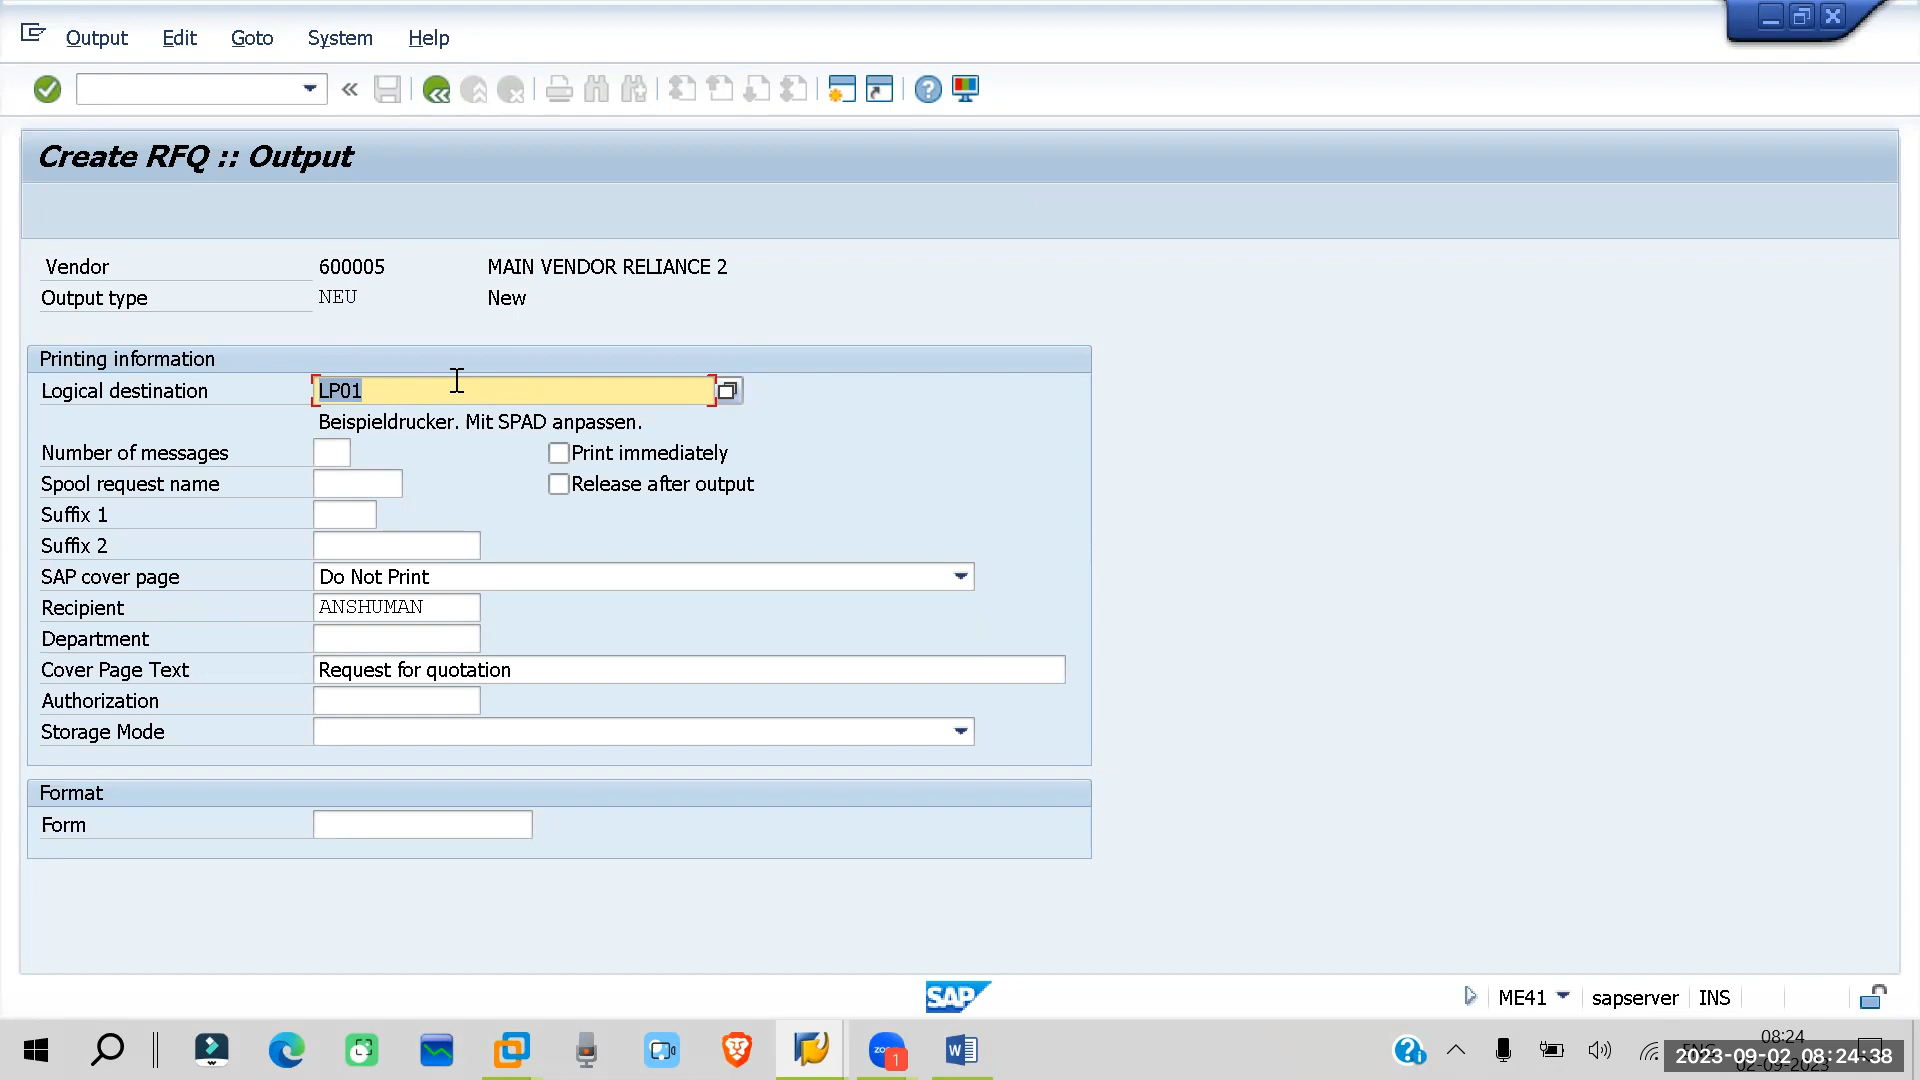 Output Edit Goto System Help
Create RFQ :: Output
Vendor 600005 MAIN VENDOR RELIANCE 2
Output type NEU New
Printing information
Logical destination LP01
Beispieldrucker. Mit SPAD anpassen.
Number of messages Print immediately
Spool request name Release after output
Suffix 1
Suffix 2
SAP cover page Do Not Print
Recipient ANSHUMAN
Department
Cover Page Text Request for quotation
Authorization
Storage Mode
Format
Form
SAP ME41 sapserver INS
zoom 1
08:24
2023-09-02 08:24:38